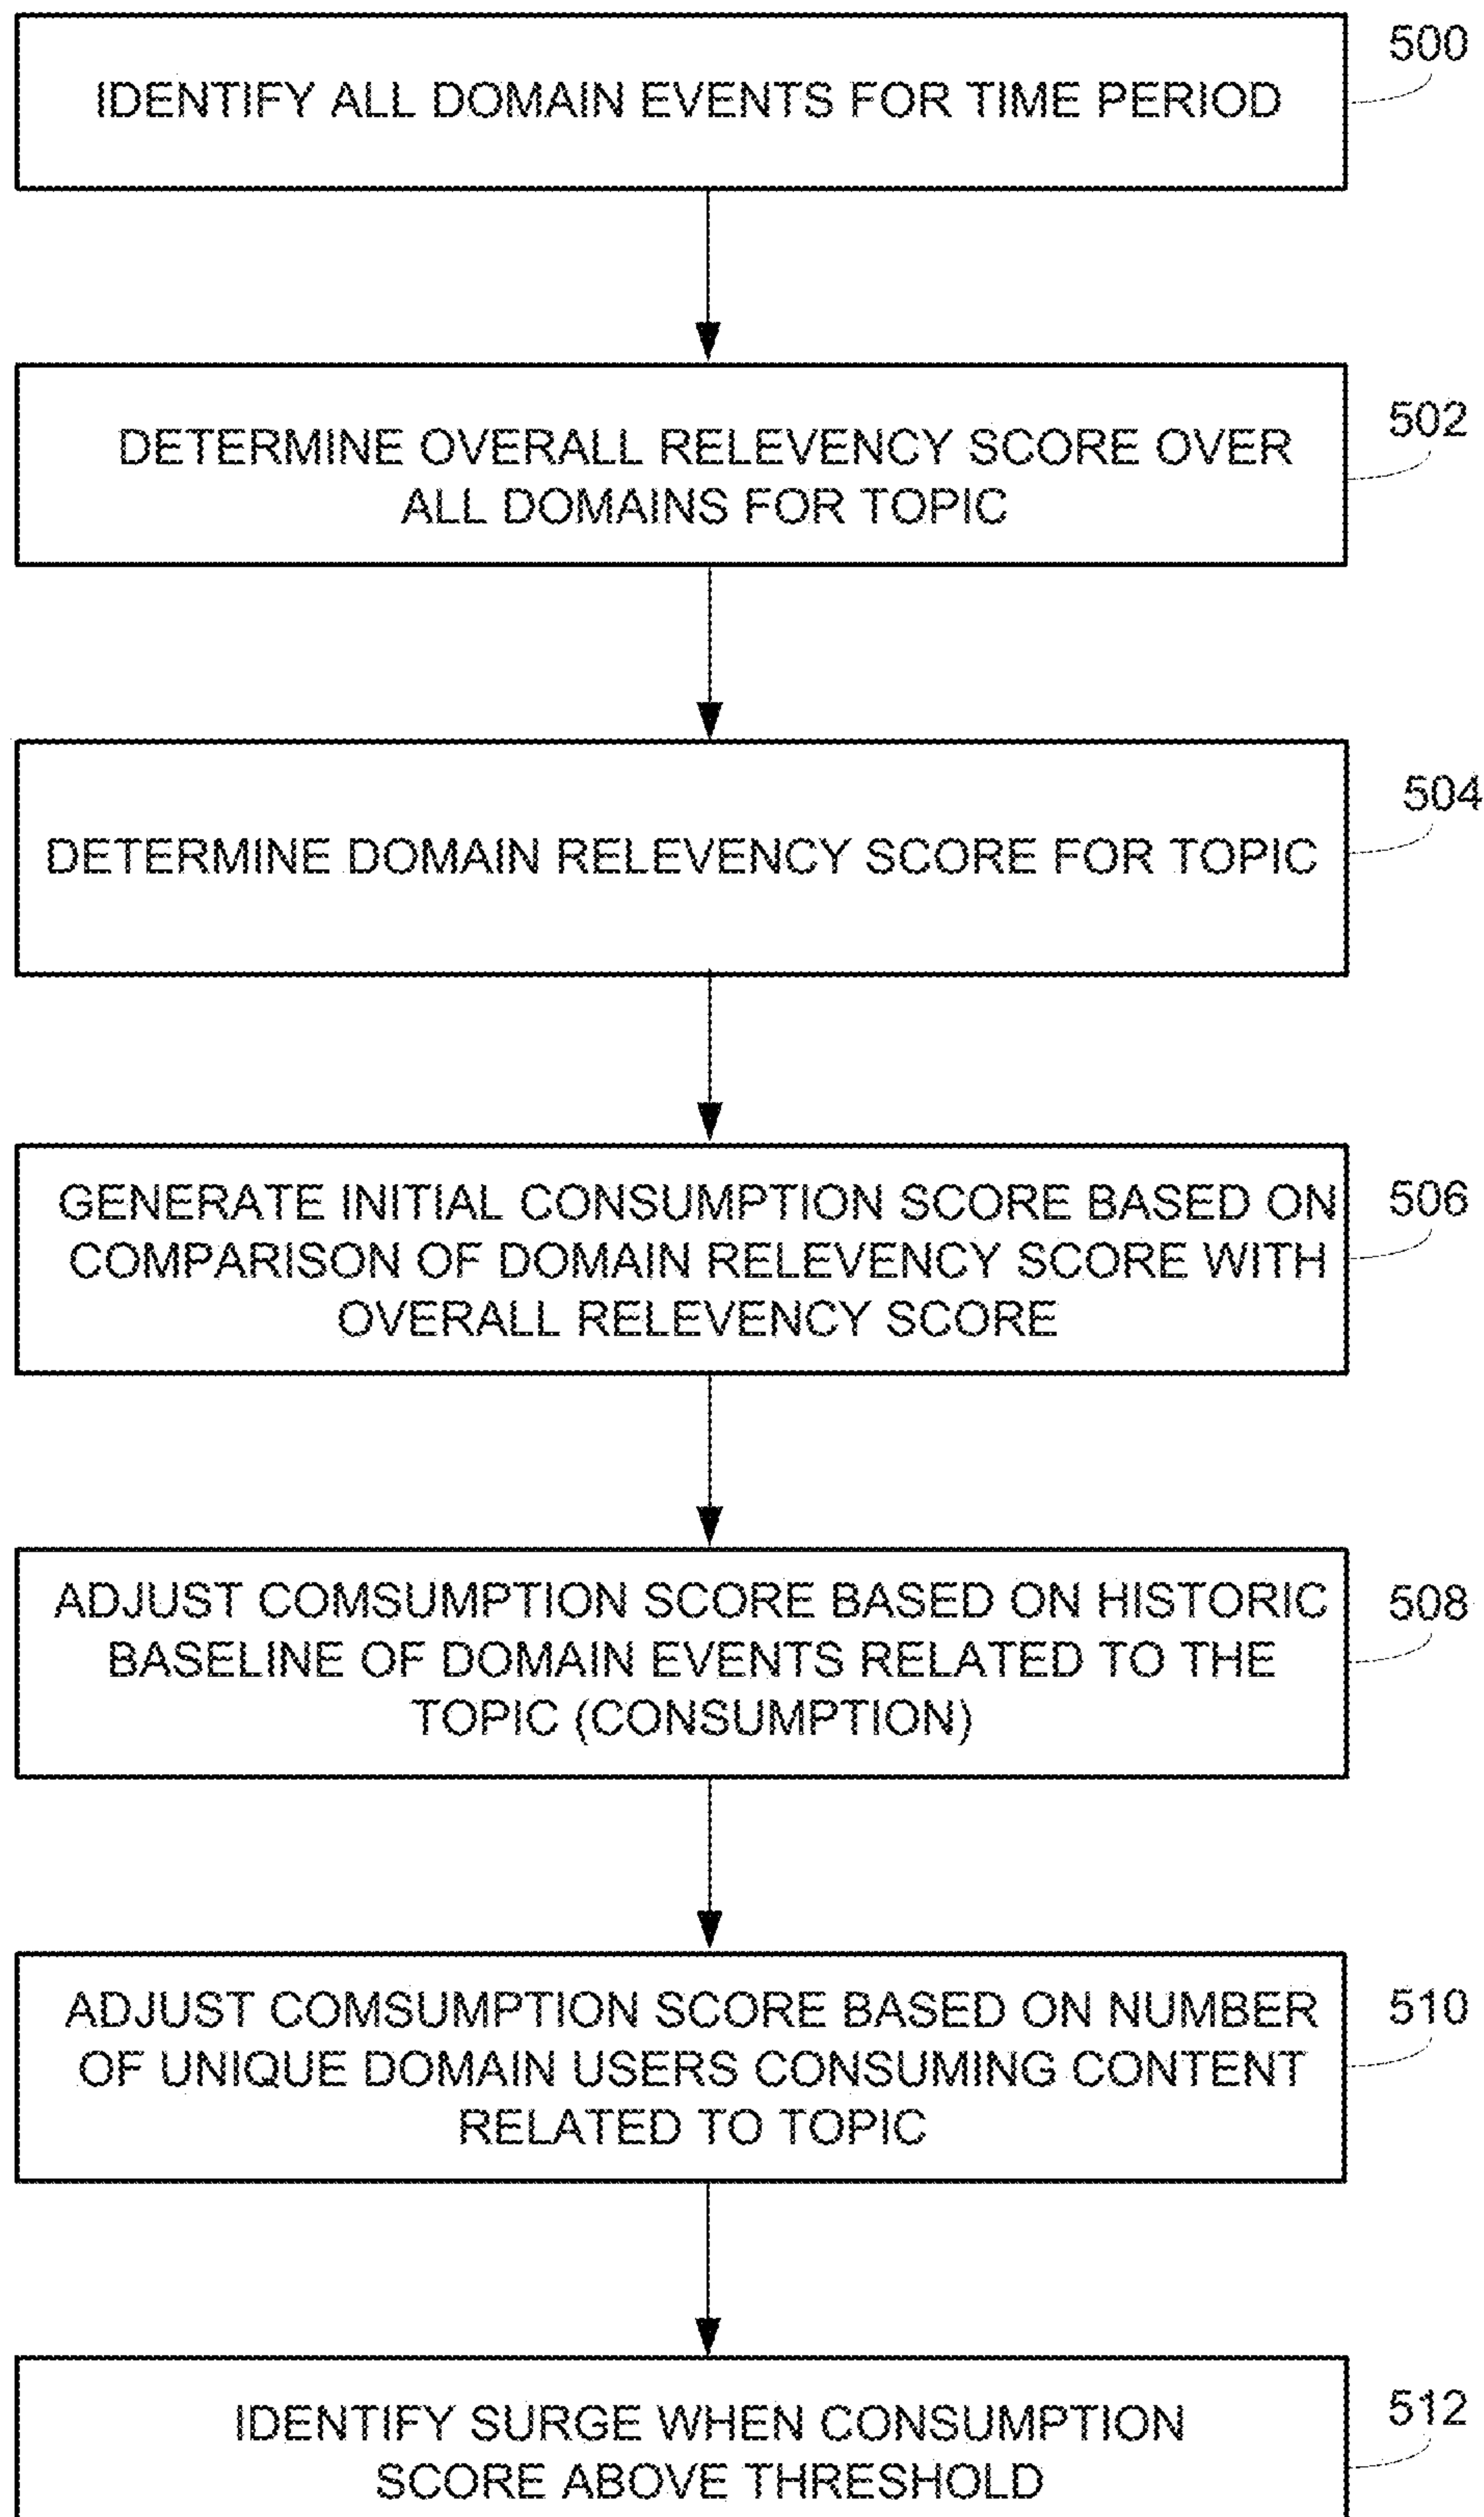 IDENTIFY ALL DOMAIN EVENTS FOR TIME PERIOD
500
DETERMINE OVERALL RELEVENCY SCORE OVER
ALL DOMAINS FOR TOPIC
502
DETERMINE DOMAIN RELEVENCY SCORE FOR TOPIC
504
GENERATE INITIAL CONSUMPTION SCORE BASED ON
COMPARISON OF DOMAIN RELEVENCY SCORE WITH
OVERALL RELEVENCY SCORE
506
ADJUST COMSUMPTION SCORE BASED ON HISTORIC
BASELINE OF DOMAIN EVENTS RELATED TO THE
TOPIC (CONSUMPTION)
508
ADJUST COMSUMPTION SCORE BASED ON NUMBER
OF UNIQUE DOMAIN USERS CONSUMING CONTENT
RELATED TO TOPIC
510
IDENTIFY SURGE WHEN CONSUMPTION
SCORE ABOVE THRESHOLD
512